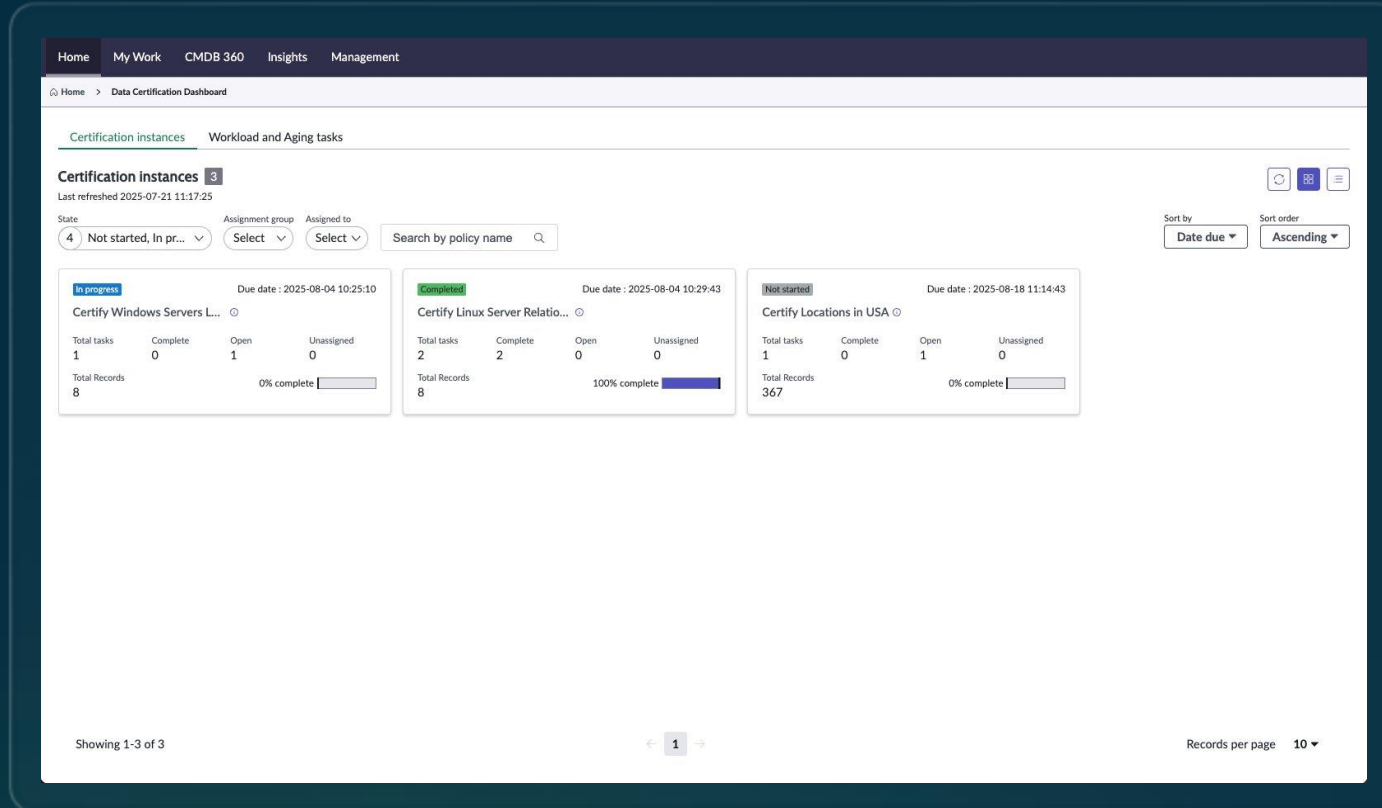 Home My Work CMDB 360 Insights Management
Home > Data Certification Dashboard
Certification instances Workload and Aging tasks
Certification instances 3
Last refreshed 2025-07-21 11:17:25
State Assignment group Assigned to Sort by Sort order
4 Not started, In pr... Select Select Search by policy name Date due Ascending
In progress Due date : 2025-08-04 10:25:10
Certify Windows Servers L...
Total tasks Complete Open Unassigned
1 0 1 0
Total Records
8 0% complete
Completed Due date : 2025-08-04 10:29:43
Certify Linux Server Relatio...
Total tasks Complete Open Unassigned
2 2 0 0
Total Records
8 100% complete
Not started Due date : 2025-08-18 11:14:43
Certify Locations in USA
Total tasks Complete Open Unassigned
1 0 1 0
Total Records
367 0% complete
Showing 1-3 of 3 1 Records per page 10